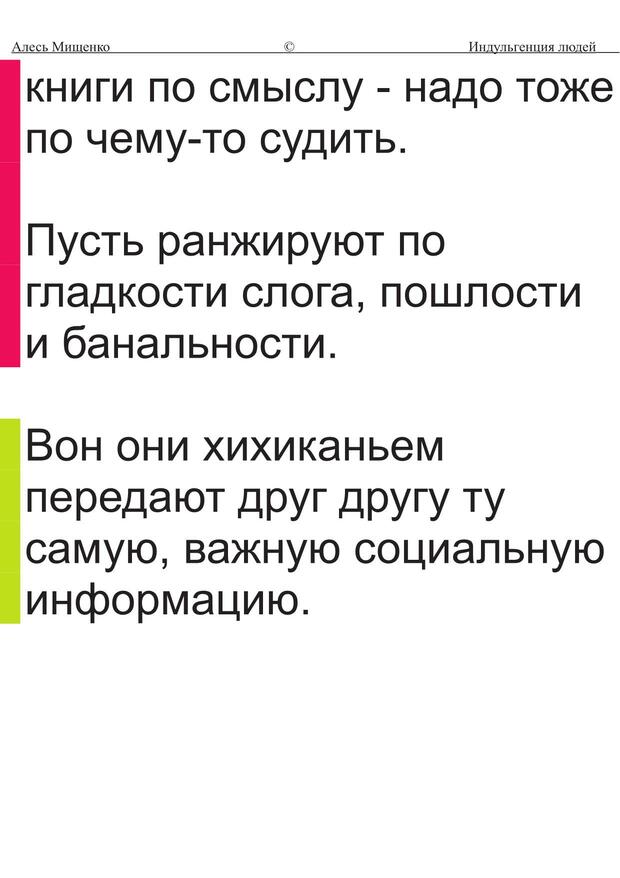 Алесь Мищенко © Индульгенция людей
книги по смыслу - надо тоже
по чему-то судить.
Пусть ранжируют по
гладкости слога, пошлости
и банальности.
Вон они хихиканьем
передают друг другу ту
самую, важную социальную
информацию.